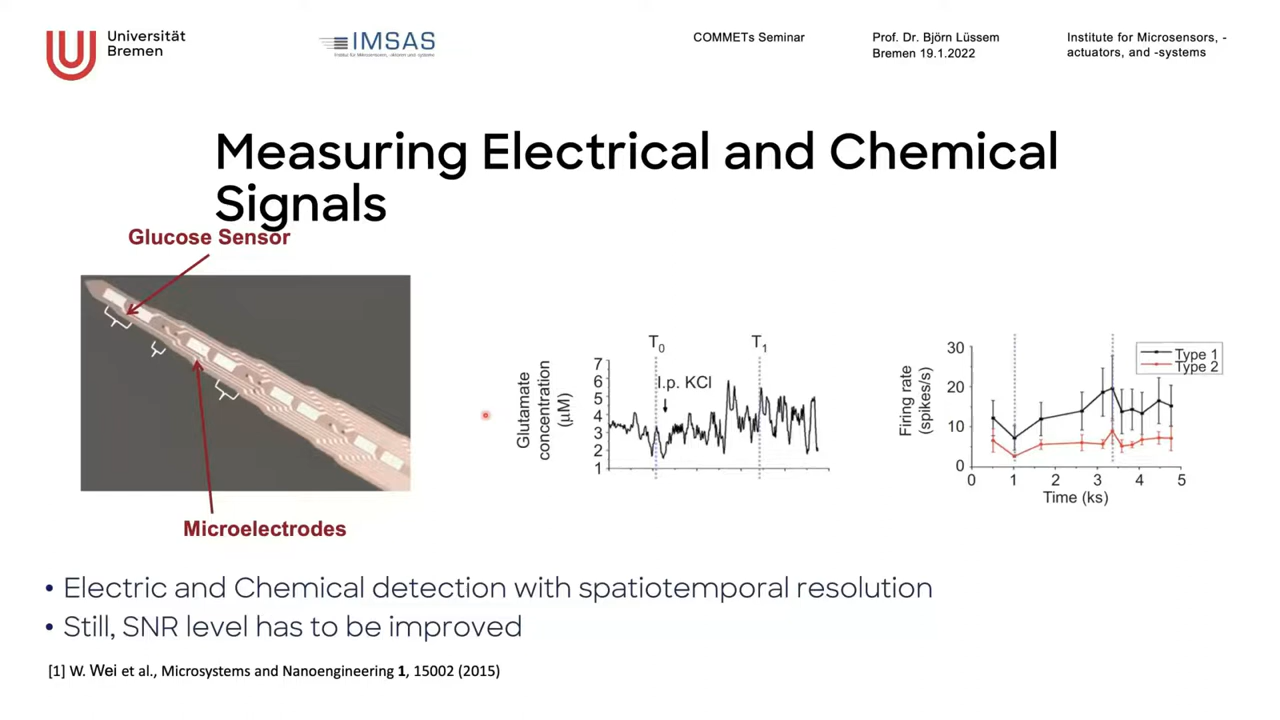 Universität
Bremen
IMSAS
COMMETs Seminar
Prof. Dr. Björn Lüssem
Bremen 19.1.2022
Institute for Microsensors, -
actuators, and -systems
Measuring Electrical and Chemical
Signals
Glucose Sensor
Microelectrodes
Glutamate
concentration
(μM)
7
6
5
4
3
2
1
T0
T1
I.p. KCl
Firing rate
(spikes/s)
30
20
10
0
Type 1
Type 2
0 1 2 3 4 5
Time (ks)
• Electric and Chemical detection with spatiotemporal resolution
• Still, SNR level has to be improved
[1] W. Wei et al., Microsystems and Nanoengineering 1, 15002 (2015)